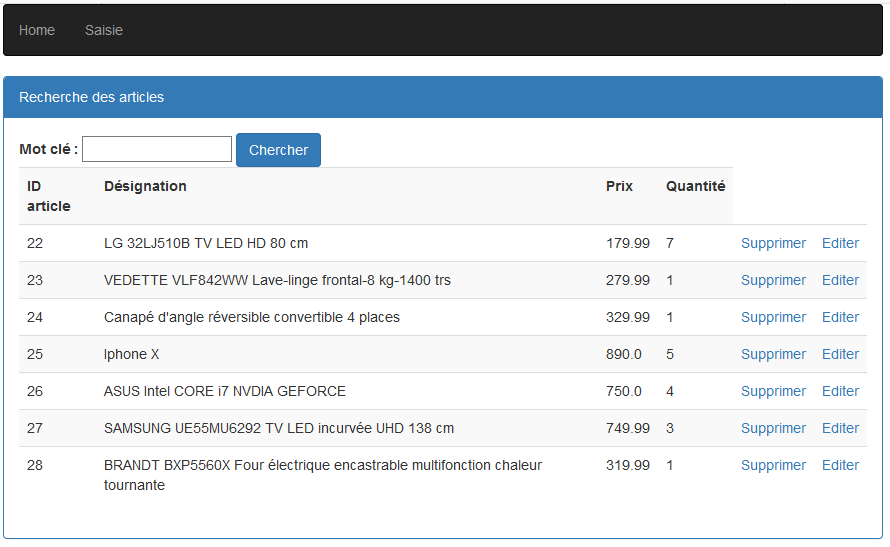 Home Saisie
Recherche des articles
Mot clé : Chercher
ID article Désignation Prix Quantité
22 LG 32LJ510B TV LED HD 80 cm 179.99 7 Supprimer Editer
23 VEDETTE VLF842WW Lave-linge frontal-8 kg-1400 trs 279.99 1 Supprimer Editer
24 Canapé d'angle réversible convertible 4 places 329.99 1 Supprimer Editer
25 Iphone X 890.0 5 Supprimer Editer
26 ASUS Intel CORE i7 NVDIA GEFORCE 750.0 4 Supprimer Editer
27 SAMSUNG UE55MU6292 TV LED incurvée UHD 138 cm 749.99 3 Supprimer Editer
28 BRANDT BXP5560X Four électrique encastrable multifonction chaleur 319.99 1 Supprimer Editer
tournante